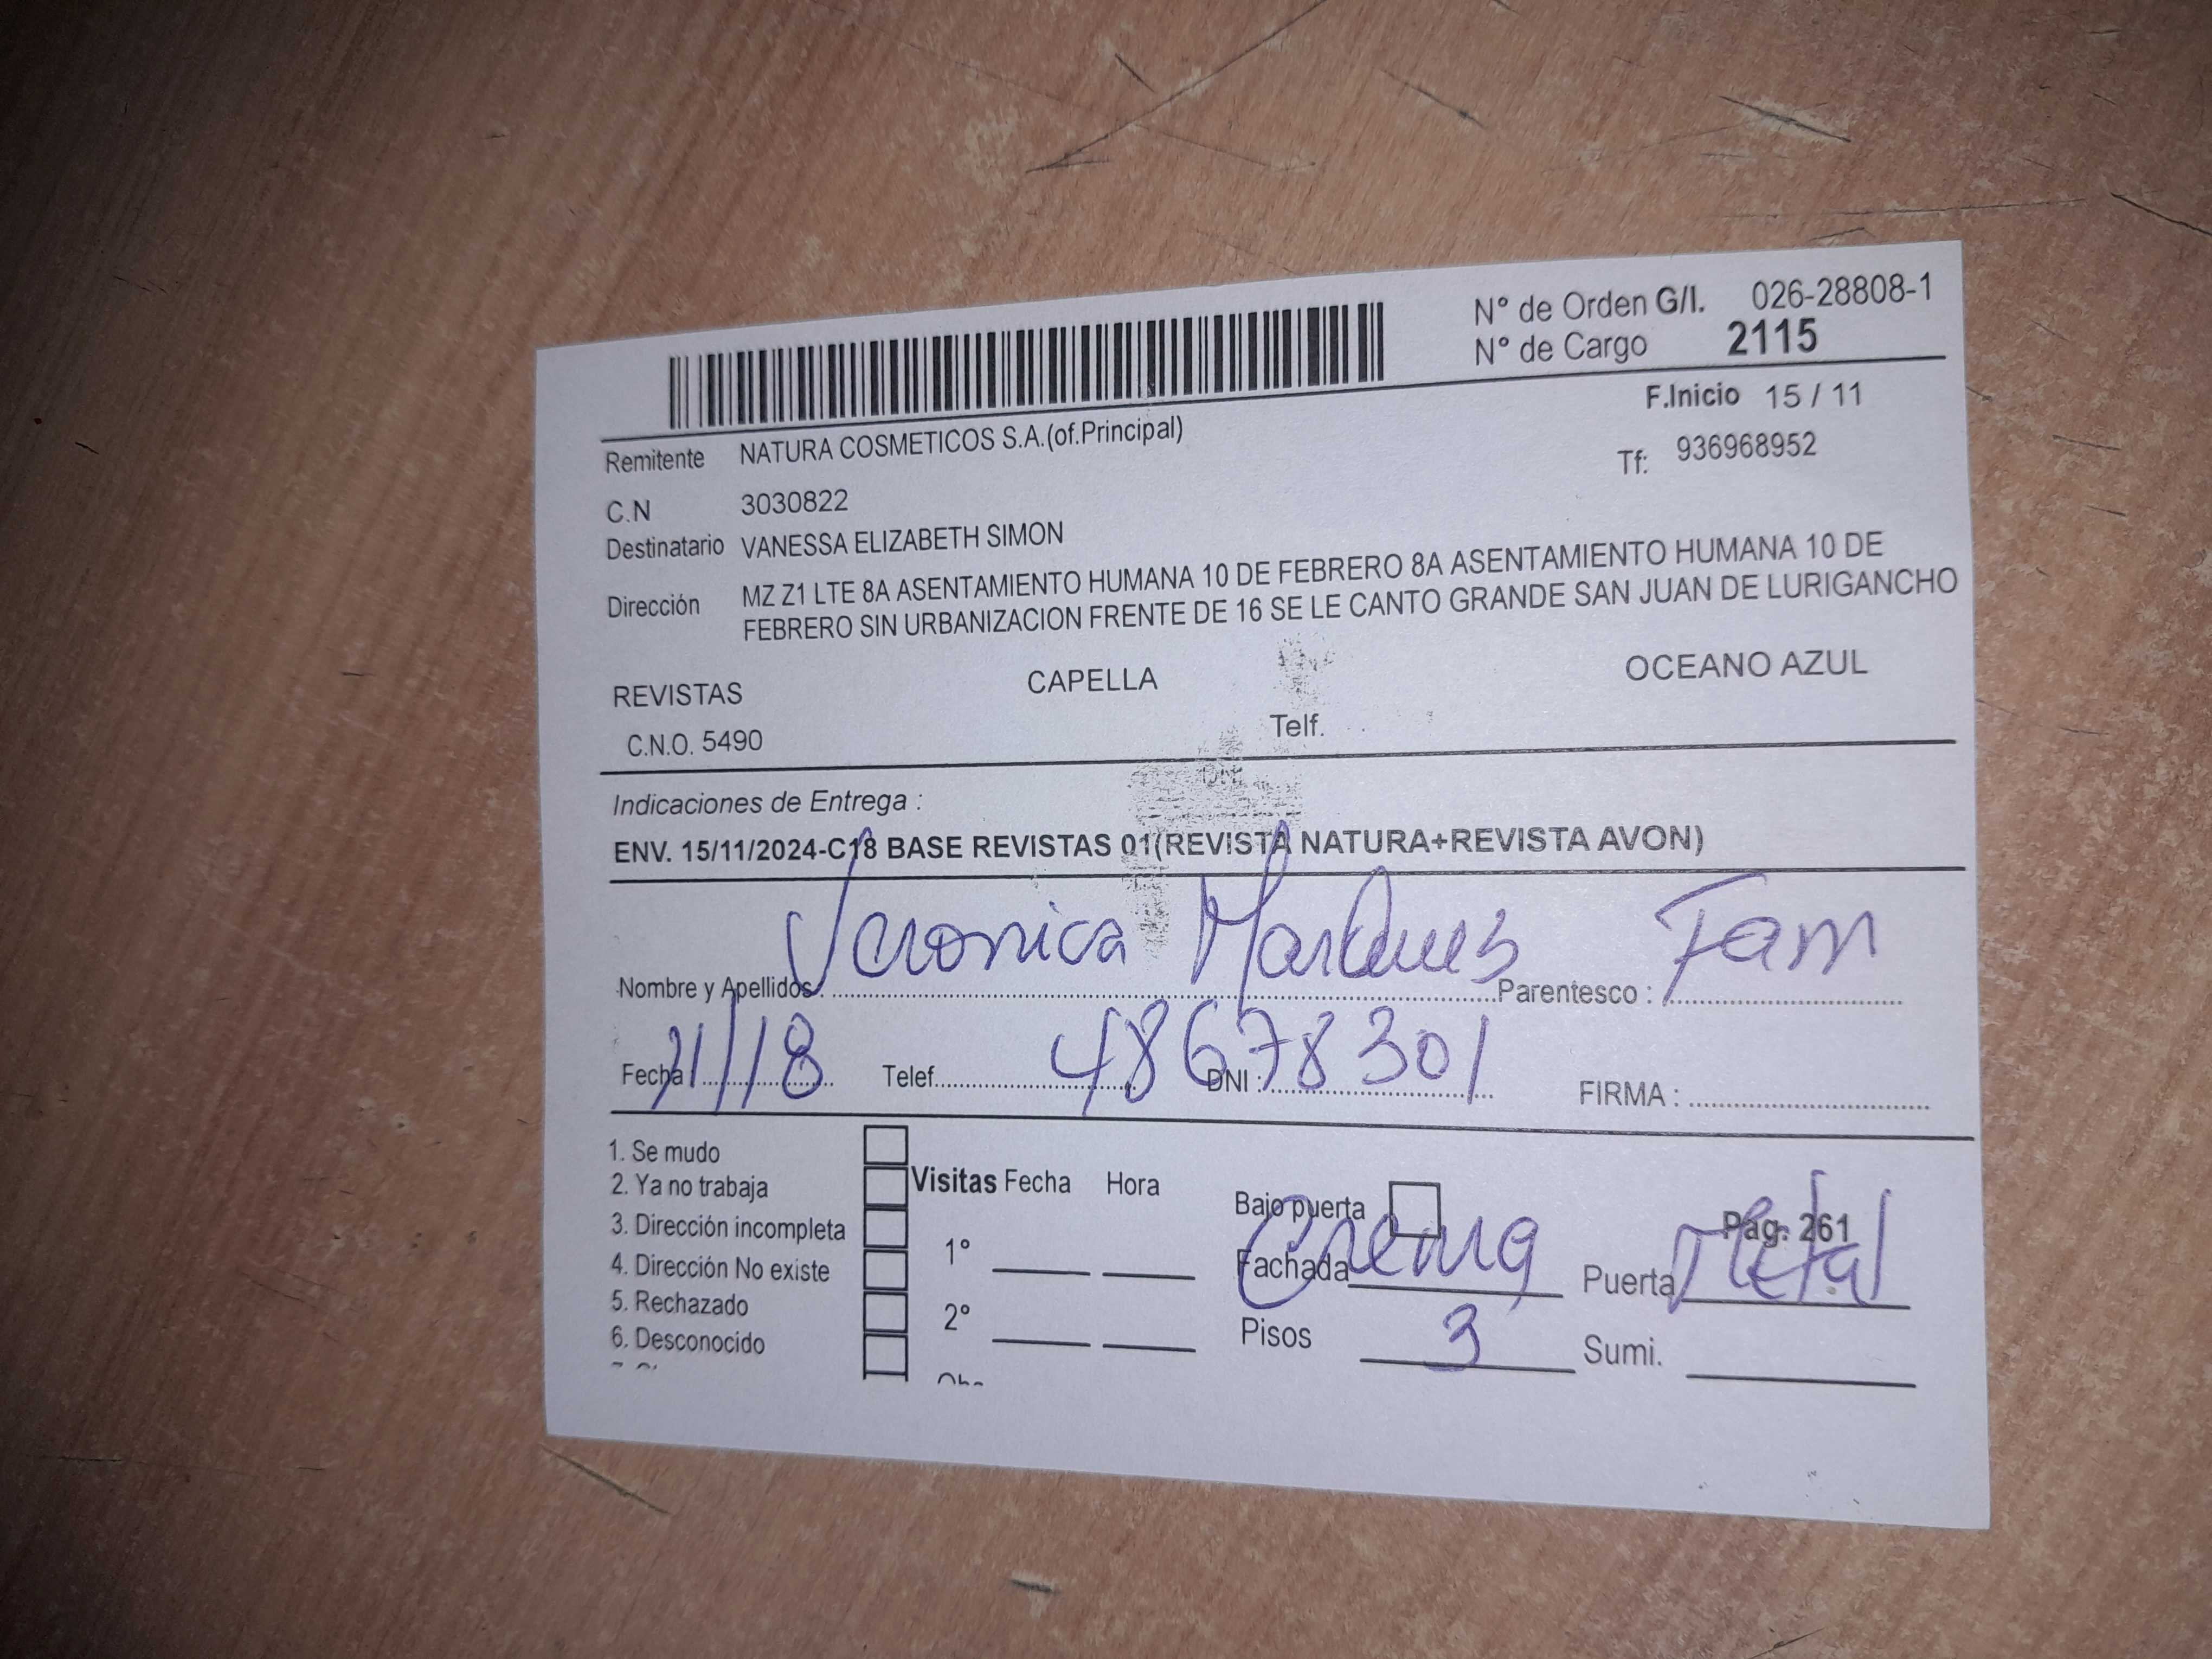 N° de Orden G/I. 026-28808-1
N° de Cargo 2115
F.Inicio 15 / 11
Remitente NATURA COSMETICOS S.A.(of.Principal)
Tf: 936968952
C.N 3030822
Destinatario VANESSA ELIZABETH SIMON
Dirección MZ Z1 LTE 8A ASENTAMIENTO HUMANA 10 DE FEBRERO 8A ASENTAMIENTO HUMANA 10 DE
FEBRERO SIN URBANIZACION FRENTE DE 16 SE LE CANTO GRANDE SAN JUAN DE LURIGANCHO
REVISTAS CAPELLA OCEANO AZUL
C.N.O. 5490 Telf.
Indicaciones de Entrega :
ENV. 15/11/2024-C18 BASE REVISTAS 01(REVISTA NATURA+REVISTA AVON)
Nombre y Apellidos : Veronica Marques Parentesco : Fam
Fecha : /18 Telef. DNI : 48678301 FIRMA :
1. Se mudo
2. Ya no trabaja Visitas Fecha Hora Bajo puerta
3. Dirección incompleta Pag. 261
4. Dirección No existe 1° Fachada Crema Puerta Metal
5. Rechazado
6. Desconocido 2° Pisos 3 Sumi.